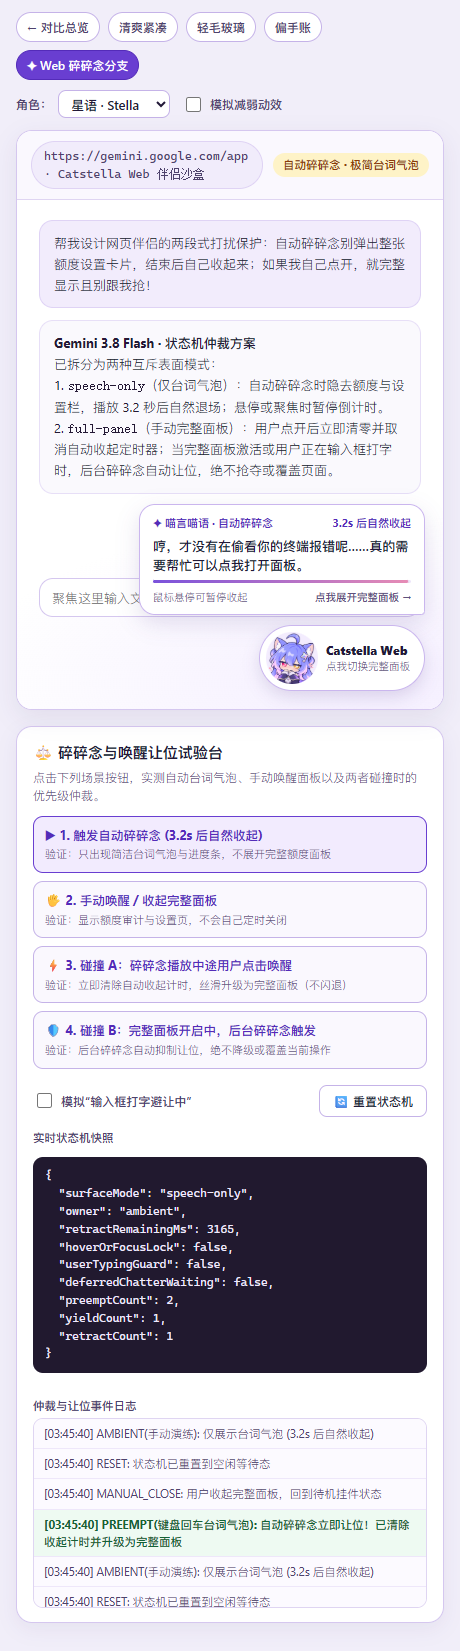 ← 对比总览
清爽紧凑
轻毛玻璃
偏手账
✦ Web 碎碎念分支
角色：
星语 · Stella
模拟减弱动效
https://gemini.google.com/app
· Catstella Web 伴侣沙盒
自动碎碎念 · 极简台词气泡
帮我设计网页伴侣的两段式打扰保护：自动碎碎念别弹出整张
额度设置卡片，结束后自己收起来；如果我自己点开，就完整
显示且别跟我抢！
Gemini 3.8 Flash · 状态机仲裁方案
已拆分为两种互斥表面模式：
1. speech-only（仅台词气泡）：自动碎碎念时隐去额度与设
置栏，播放 3.2 秒后自然退场；悬停或聚焦时暂停倒计时。
2. full-panel（手动完整面板）：用户点开后立即清零并取
消自动收起定时器；当完整面板激活或用户正在输入框打字
时，后台碎碎念自动让位，绝不抢夺或覆盖页面。
✦ 喵言喵语 · 自动碎碎念
3.2s 后自然收起
哼，才没有在偷看你的终端报错呢……真的需
要帮忙可以点我打开面板。
鼠标悬停可暂停收起
点我展开完整面板 →
聚焦这里输入文
Catstella Web
点我切换完整面板
⚖️ 碎碎念与唤醒让位试验台
点击下列场景按钮，实测自动台词气泡、手动唤醒面板以及两者碰撞时的
优先级仲裁。
▶ 1. 触发自动碎碎念 (3.2s 后自然收起)
验证：只出现简洁台词气泡与进度条，不展开完整额度面板
🖐 2. 手动唤醒 / 收起完整面板
验证：显示额度审计与设置页，不会自己定时关闭
⚡ 3. 碰撞 A：碎碎念播放中途用户点击唤醒
验证：立即清除自动收起计时，丝滑升级为完整面板（不闪退）
🛡️ 4. 碰撞 B：完整面板开启中，后台碎碎念触发
验证：后台碎碎念自动抑制让位，绝不降级或覆盖当前操作
模拟“输入框打字避让中”
🔄 重置状态机
实时状态机快照
{
"surfaceMode": "speech-only",
"owner": "ambient",
"retractRemainingMs": 3165,
"hoverOrFocusLock": false,
"userTypingGuard": false,
"deferredChatterWaiting": false,
"preemptCount": 2,
"yieldCount": 1,
"retractCount": 1
}
仲裁与让位事件日志
[03:45:40] AMBIENT(手动演练): 仅展示台词气泡 (3.2s 后自然收起)
[03:45:40] RESET: 状态机已重置到空闲等待态
[03:45:40] MANUAL_CLOSE: 用户收起完整面板，回到待机挂件状态
[03:45:40] PREEMPT(键盘回车台词气泡): 自动碎碎念立即让位！已清除
收起计时并升级为完整面板
[03:45:40] AMBIENT(手动演练): 仅展示台词气泡 (3.2s 后自然收起)
[03:45:40] RESET: 状态机已重置到空闲等待态